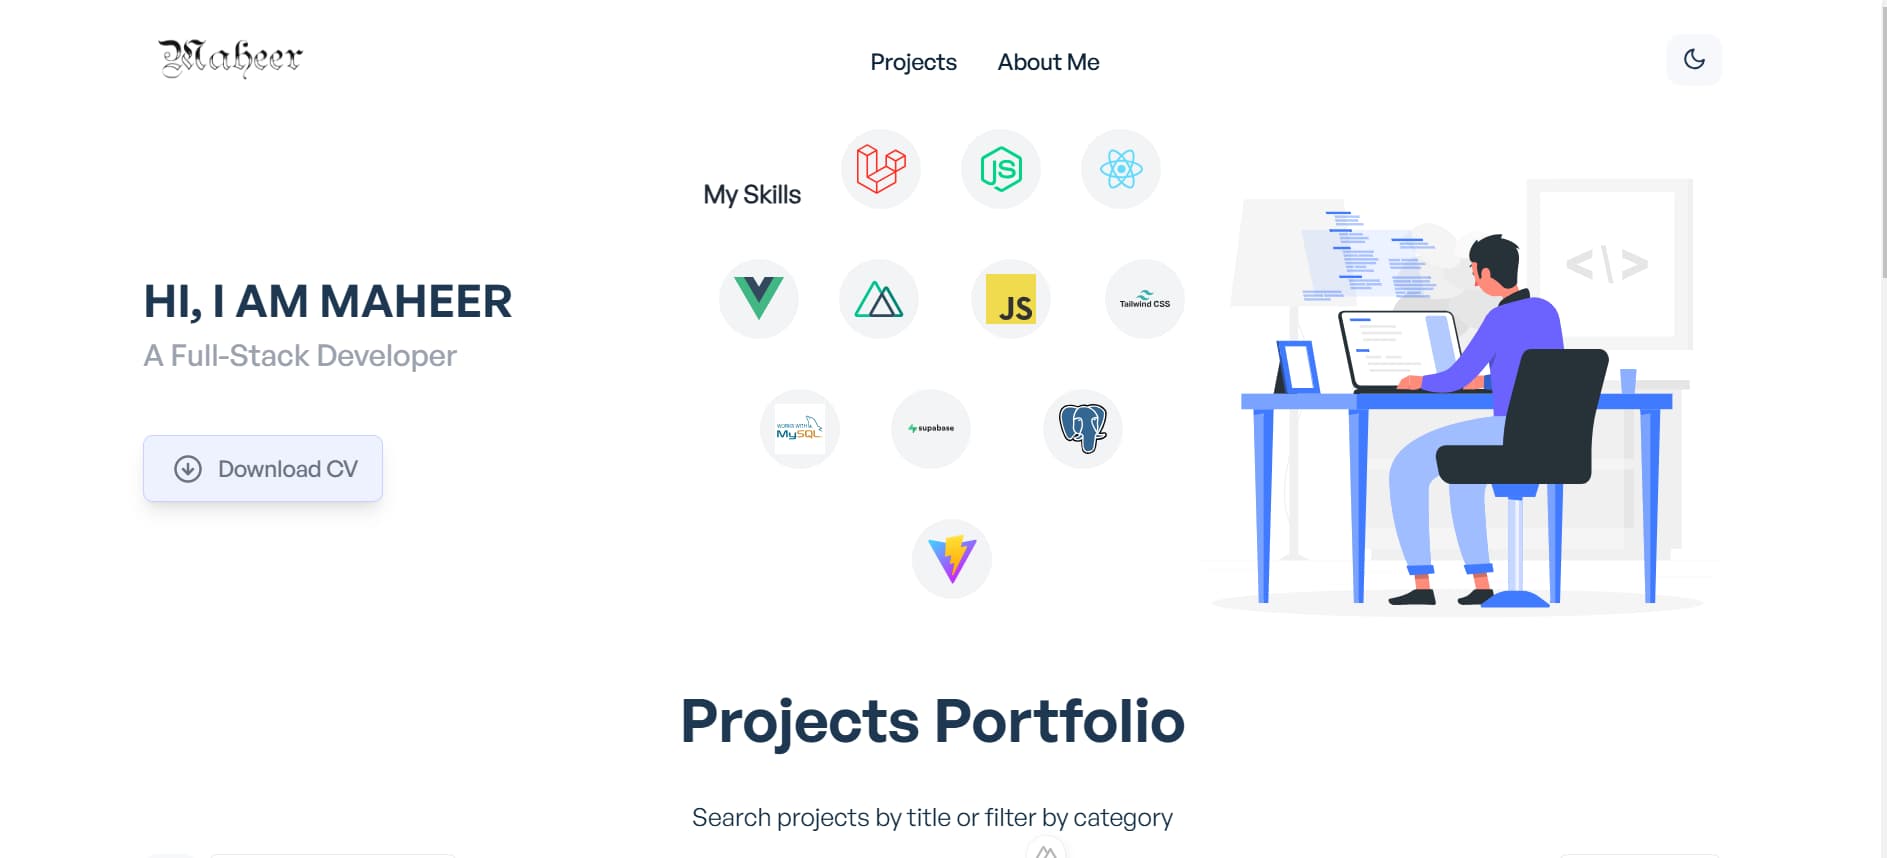 Maheer
Projects
About Me
My Skills
JS
HI, I AM MAHEER
A Full-Stack Developer
JS
Tailwind CSS
Download CV
WORKS WITH
MySQL
supabase
<\>
Projects Portfolio
Search projects by title or filter by category